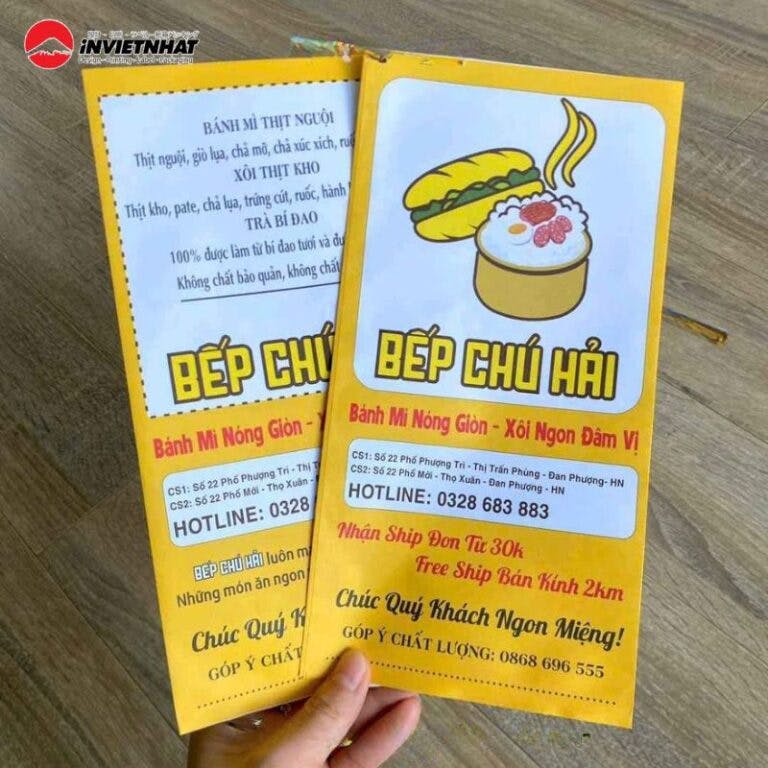 iNVIETNHAT
Design - Printing - Label - Packaging
BÁNH MÌ THỊT NGUỘI
Thịt nguội, giò lụa, chả mỡ, chả xúc xích,
XÔI THỊT KHO
Thịt kho, pate, chả lụa, trứng cút, ruốc, hành
TRÀ BÍ ĐAO
100% được làm từ bí đao tươi và
Không chất bảo quản, không chất
BẾP CHÚ
Bánh Mì Nóng Giòn -
CS1: Số 22 Phố Phượng Trì - Thị
CS2: Số 22 Phố Mới - Thọ Xuân -
HOTLINE: 0328
BẾP CHÚ HẢI luôn
Những món ăn ngon
Chúc Quý
GÓP Ý CHẤT
BẾP CHÚ HẢI
Bánh Mì Nóng Giòn - Xôi Ngon Đâm Vị
CS1: Số 22 Phố Phượng Trì - Thị Trấn Phùng - Đan Phượng- HN
CS2: Số 22 Phố Mới - Thọ Xuân - Đan Phượng - HN
HOTLINE: 0328 683 883
Nhận Ship Đơn Từ 30k
Free Ship Bán Kính 2km
Chúc Quý Khách Ngon Miệng!
GÓP Ý CHẤT LƯỢNG: 0868 696 555